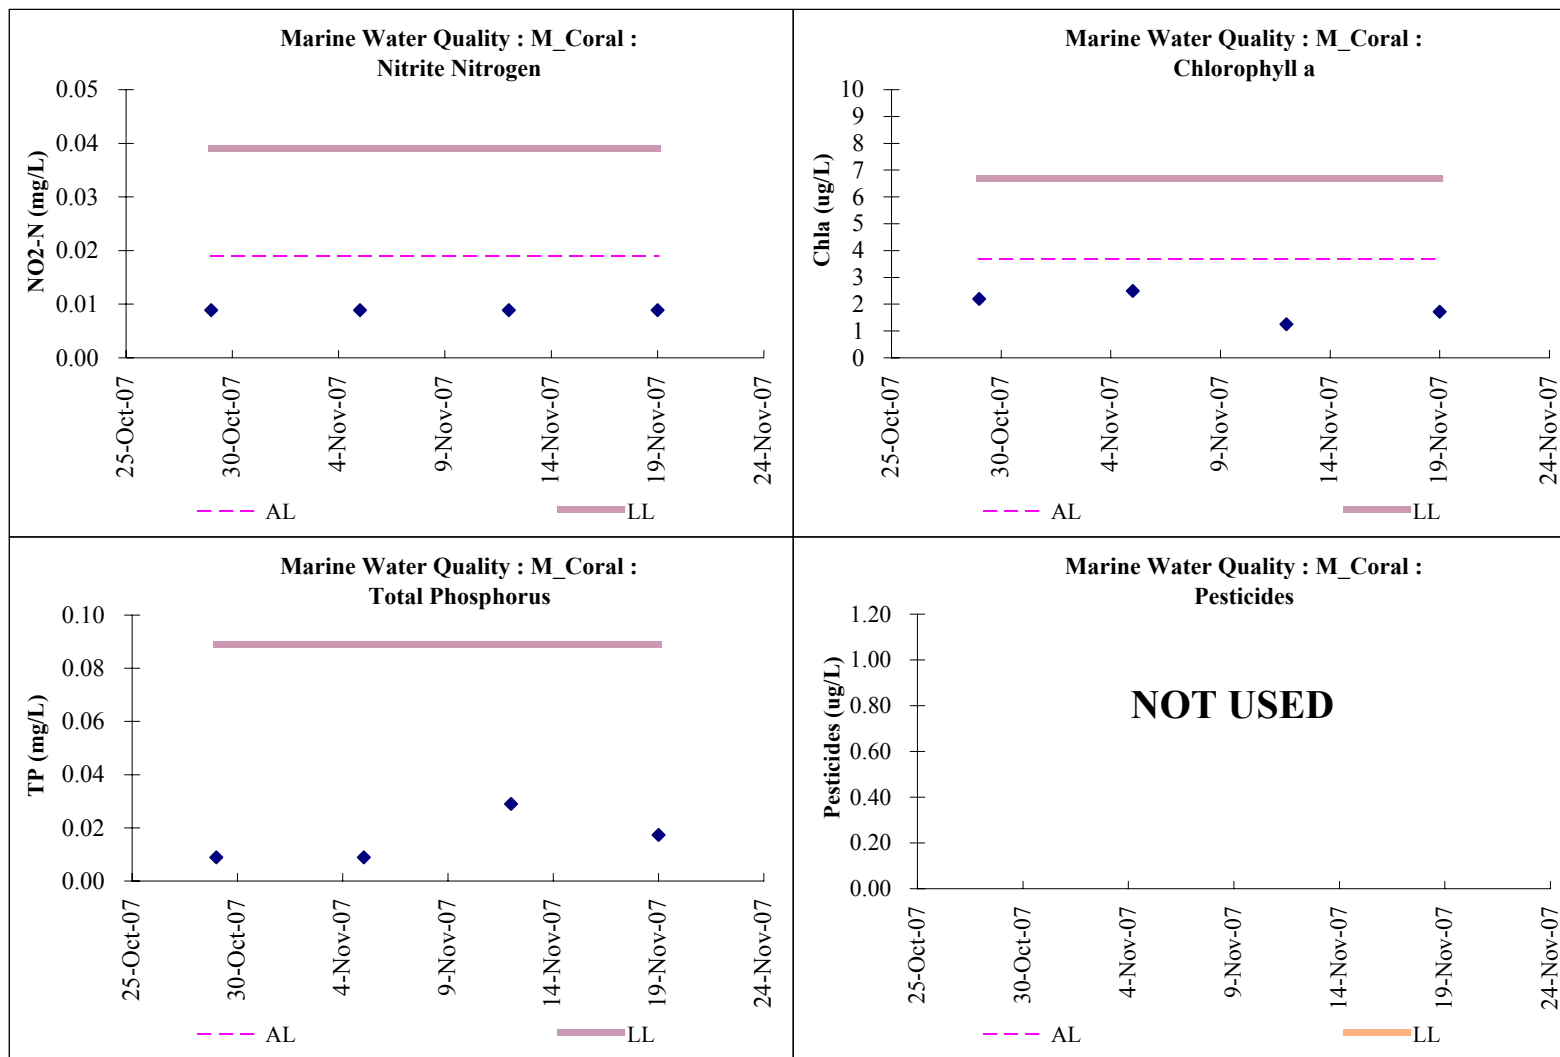 Marine Water Quality : M_Coral :
Nitrite Nitrogen
NO2-N (mg/L)
0.05
0.04
0.03
0.02
0.01
0.00
25-Oct-07
30-Oct-07
4-Nov-07
9-Nov-07
14-Nov-07
19-Nov-07
24-Nov-07
AL
LL
Marine Water Quality : M_Coral :
Chlorophyll a
Chla (ug/L)
10
9
8
7
6
5
4
3
2
1
0
25-Oct-07
30-Oct-07
4-Nov-07
9-Nov-07
14-Nov-07
19-Nov-07
24-Nov-07
AL
LL
Marine Water Quality : M_Coral :
Total Phosphorus
TP (mg/L)
0.10
0.08
0.06
0.04
0.02
0.00
25-Oct-07
30-Oct-07
4-Nov-07
9-Nov-07
14-Nov-07
19-Nov-07
24-Nov-07
AL
LL
Marine Water Quality : M_Coral :
Pesticides
Pesticides (ug/L)
1.20
1.00
0.80
0.60
0.40
0.20
0.00
NOT USED
25-Oct-07
30-Oct-07
4-Nov-07
9-Nov-07
14-Nov-07
19-Nov-07
24-Nov-07
AL
LL